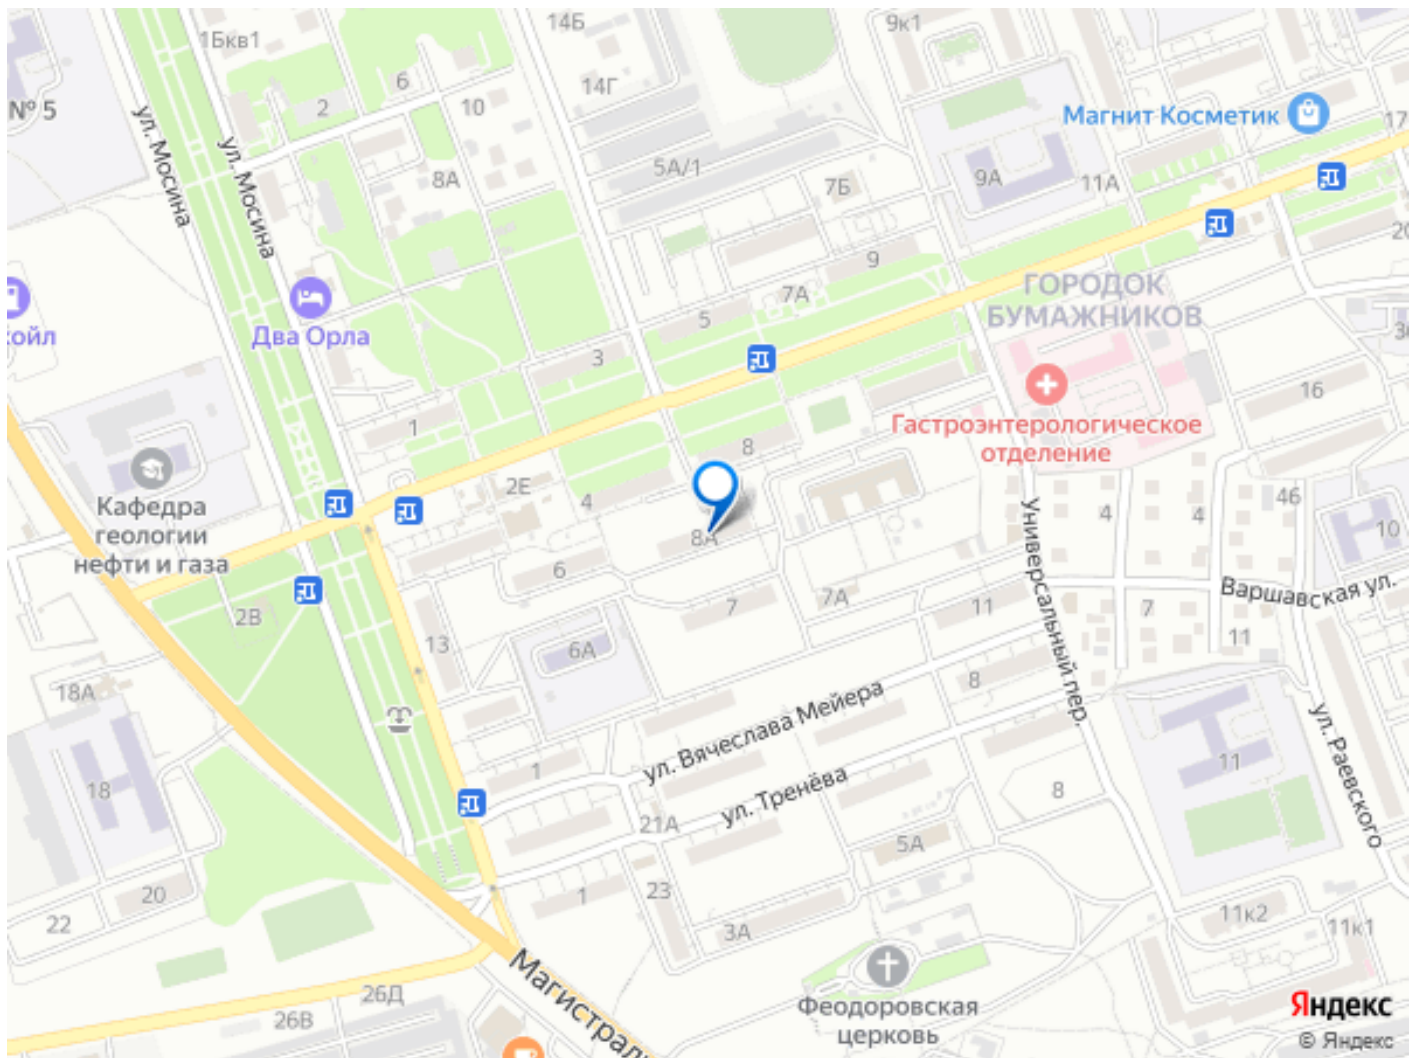 14Б
9к1
1Бкв1
6
14Г
2
10
№ 5
Магнит Косметик
17
ул. Мосина
ул. Мосина
5А/1
8А
7Б
9А
11А
20
9
ГОРОДОК
БУМАЖНИКОВ
7А
5
Два Орла
койл
3
16
1
Гастроэнтерологическое
отделение
8
Кафедра
геологии
нефти и газа
2Е
4
46
4
4
10
8А
6
Универсальный пер.
Варшавская ул.
7
7А
11
7
11
2В
13
6А
18А
8
ул. Вячеслава Мейера
ул. Раевского
1
11
18
ул. Тренёва
8
21А
5А
20
22
1
23
3А
11к2
11к1
Магистраль
Феодоровская
церковь
26Д
26В
Яндекс
© Яндекс